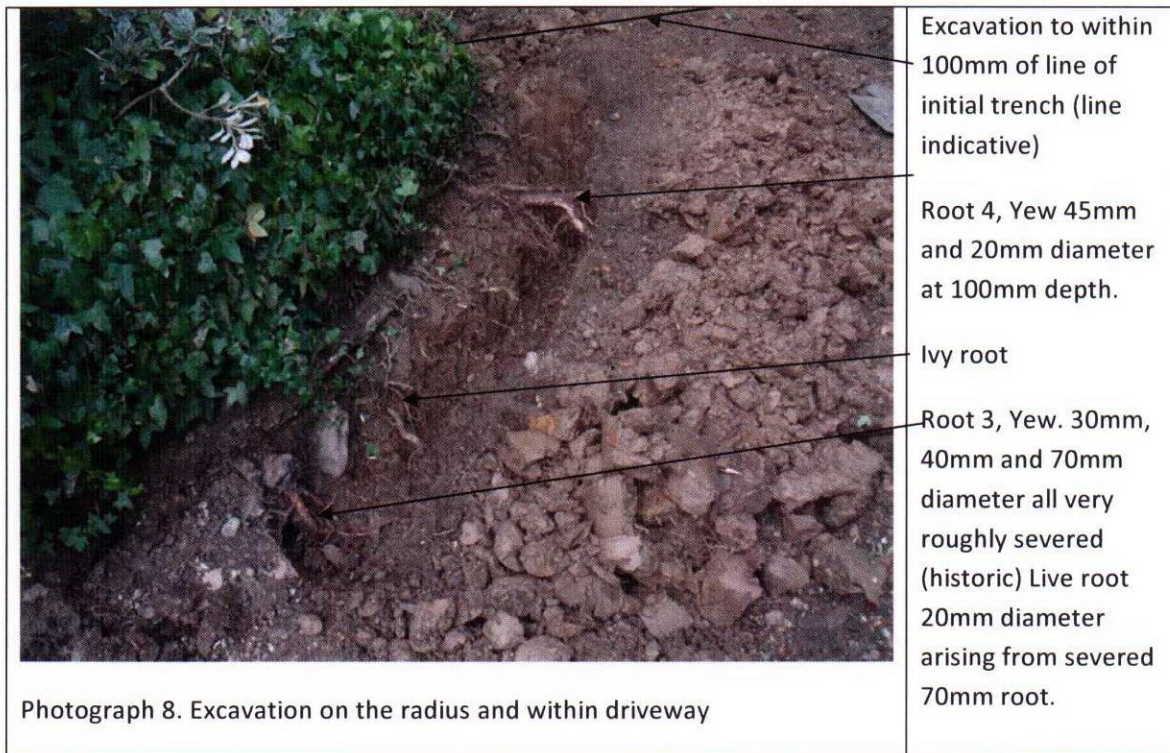 Excavation to within
100mm of line of
initial trench (line
indicative)
Root 4, Yew 45mm
and 20mm diameter
at 100mm depth.
Ivy root
Root 3, Yew. 30mm,
40mm and 70mm
diameter all very
roughly severed
(historic) Live root
20mm diameter
arising from severed
70mm root.
Photograph 8. Excavation on the radius and within driveway